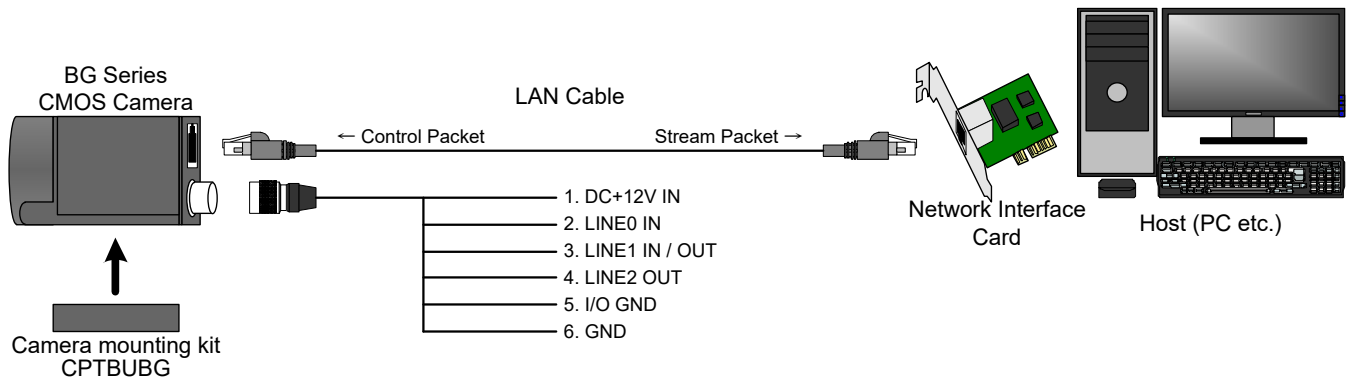 BG Series
CMOS Camera
LAN Cable
← Control Packet
Stream Packet →
1. DC+12V IN
2. LINE0 IN
3. LINE1 IN / OUT
4. LINE2 OUT
5. I/O GND
6. GND
Network Interface
Card
Host (PC etc.)
Camera mounting kit
CPTBUBG